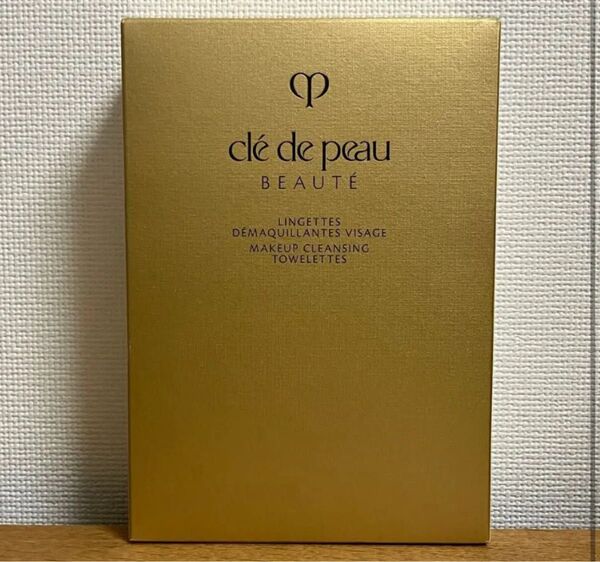 clé de peau
BEAUTÉ
LINGETTES
DÉMAQUILLANTES VISAGE
MAKEUP CLEANSING
TOWELETTES